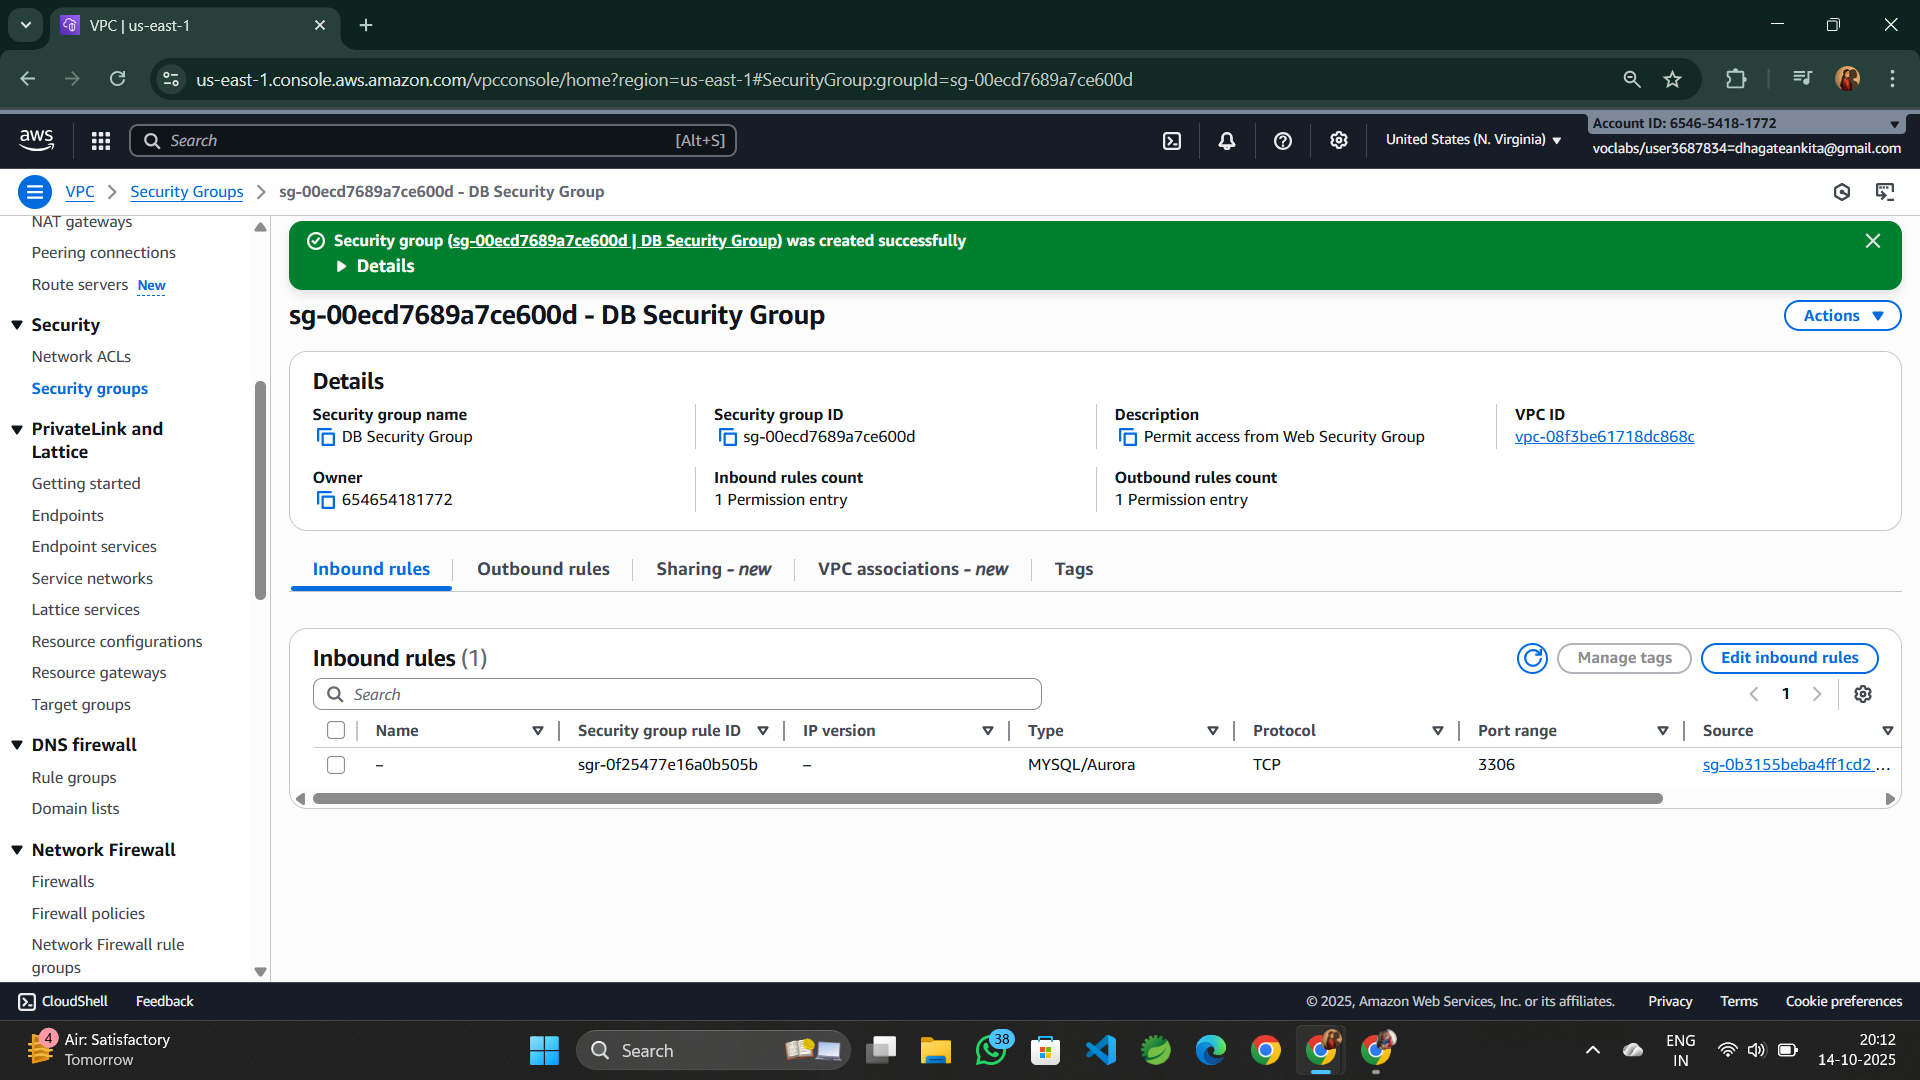 VPC | us-east-1
us-east-1.console.aws.amazon.com/vpcconsole/home?region=us-east-1#SecurityGroup:groupId=sg-00ecd7689a7ce600d
aws
Search [Alt+S]
United States (N. Virginia)
Account ID: 6546-5418-1772
voclabs/user3687834=dhagateankita@gmail.com
VPC
Security Groups
sg-00ecd7689a7ce600d - DB Security Group
NAT gateways
Peering connections
Route servers New
Security
Network ACLs
Security groups
PrivateLink and
Lattice
Getting started
Endpoints
Endpoint services
Service networks
Lattice services
Resource configurations
Resource gateways
Target groups
DNS firewall
Rule groups
Domain lists
Network Firewall
Firewalls
Firewall policies
Network Firewall rule
groups
Security group (sg-00ecd7689a7ce600d | DB Security Group) was created successfully
Details
sg-00ecd7689a7ce600d - DB Security Group
Actions
Details
Security group name
DB Security Group
Security group ID
sg-00ecd7689a7ce600d
Description
Permit access from Web Security Group
VPC ID
vpc-08f3be61718dc868c
Owner
654654181772
Inbound rules count
1 Permission entry
Outbound rules count
1 Permission entry
Inbound rules
Outbound rules
Sharing - new
VPC associations - new
Tags
Inbound rules (1)
Manage tags
Edit inbound rules
Search
1
Name Security group rule ID IP version Type Protocol Port range Source
– sgr-0f25477e16a0b505b – MYSQL/Aurora TCP 3306 sg-0b3155beba4ff1cd2 ...
CloudShell Feedback
© 2025, Amazon Web Services, Inc. or its affiliates. Privacy Terms Cookie preferences
4
Air: Satisfactory
Tomorrow
Search
38
ENG
IN
20:12
14-10-2025